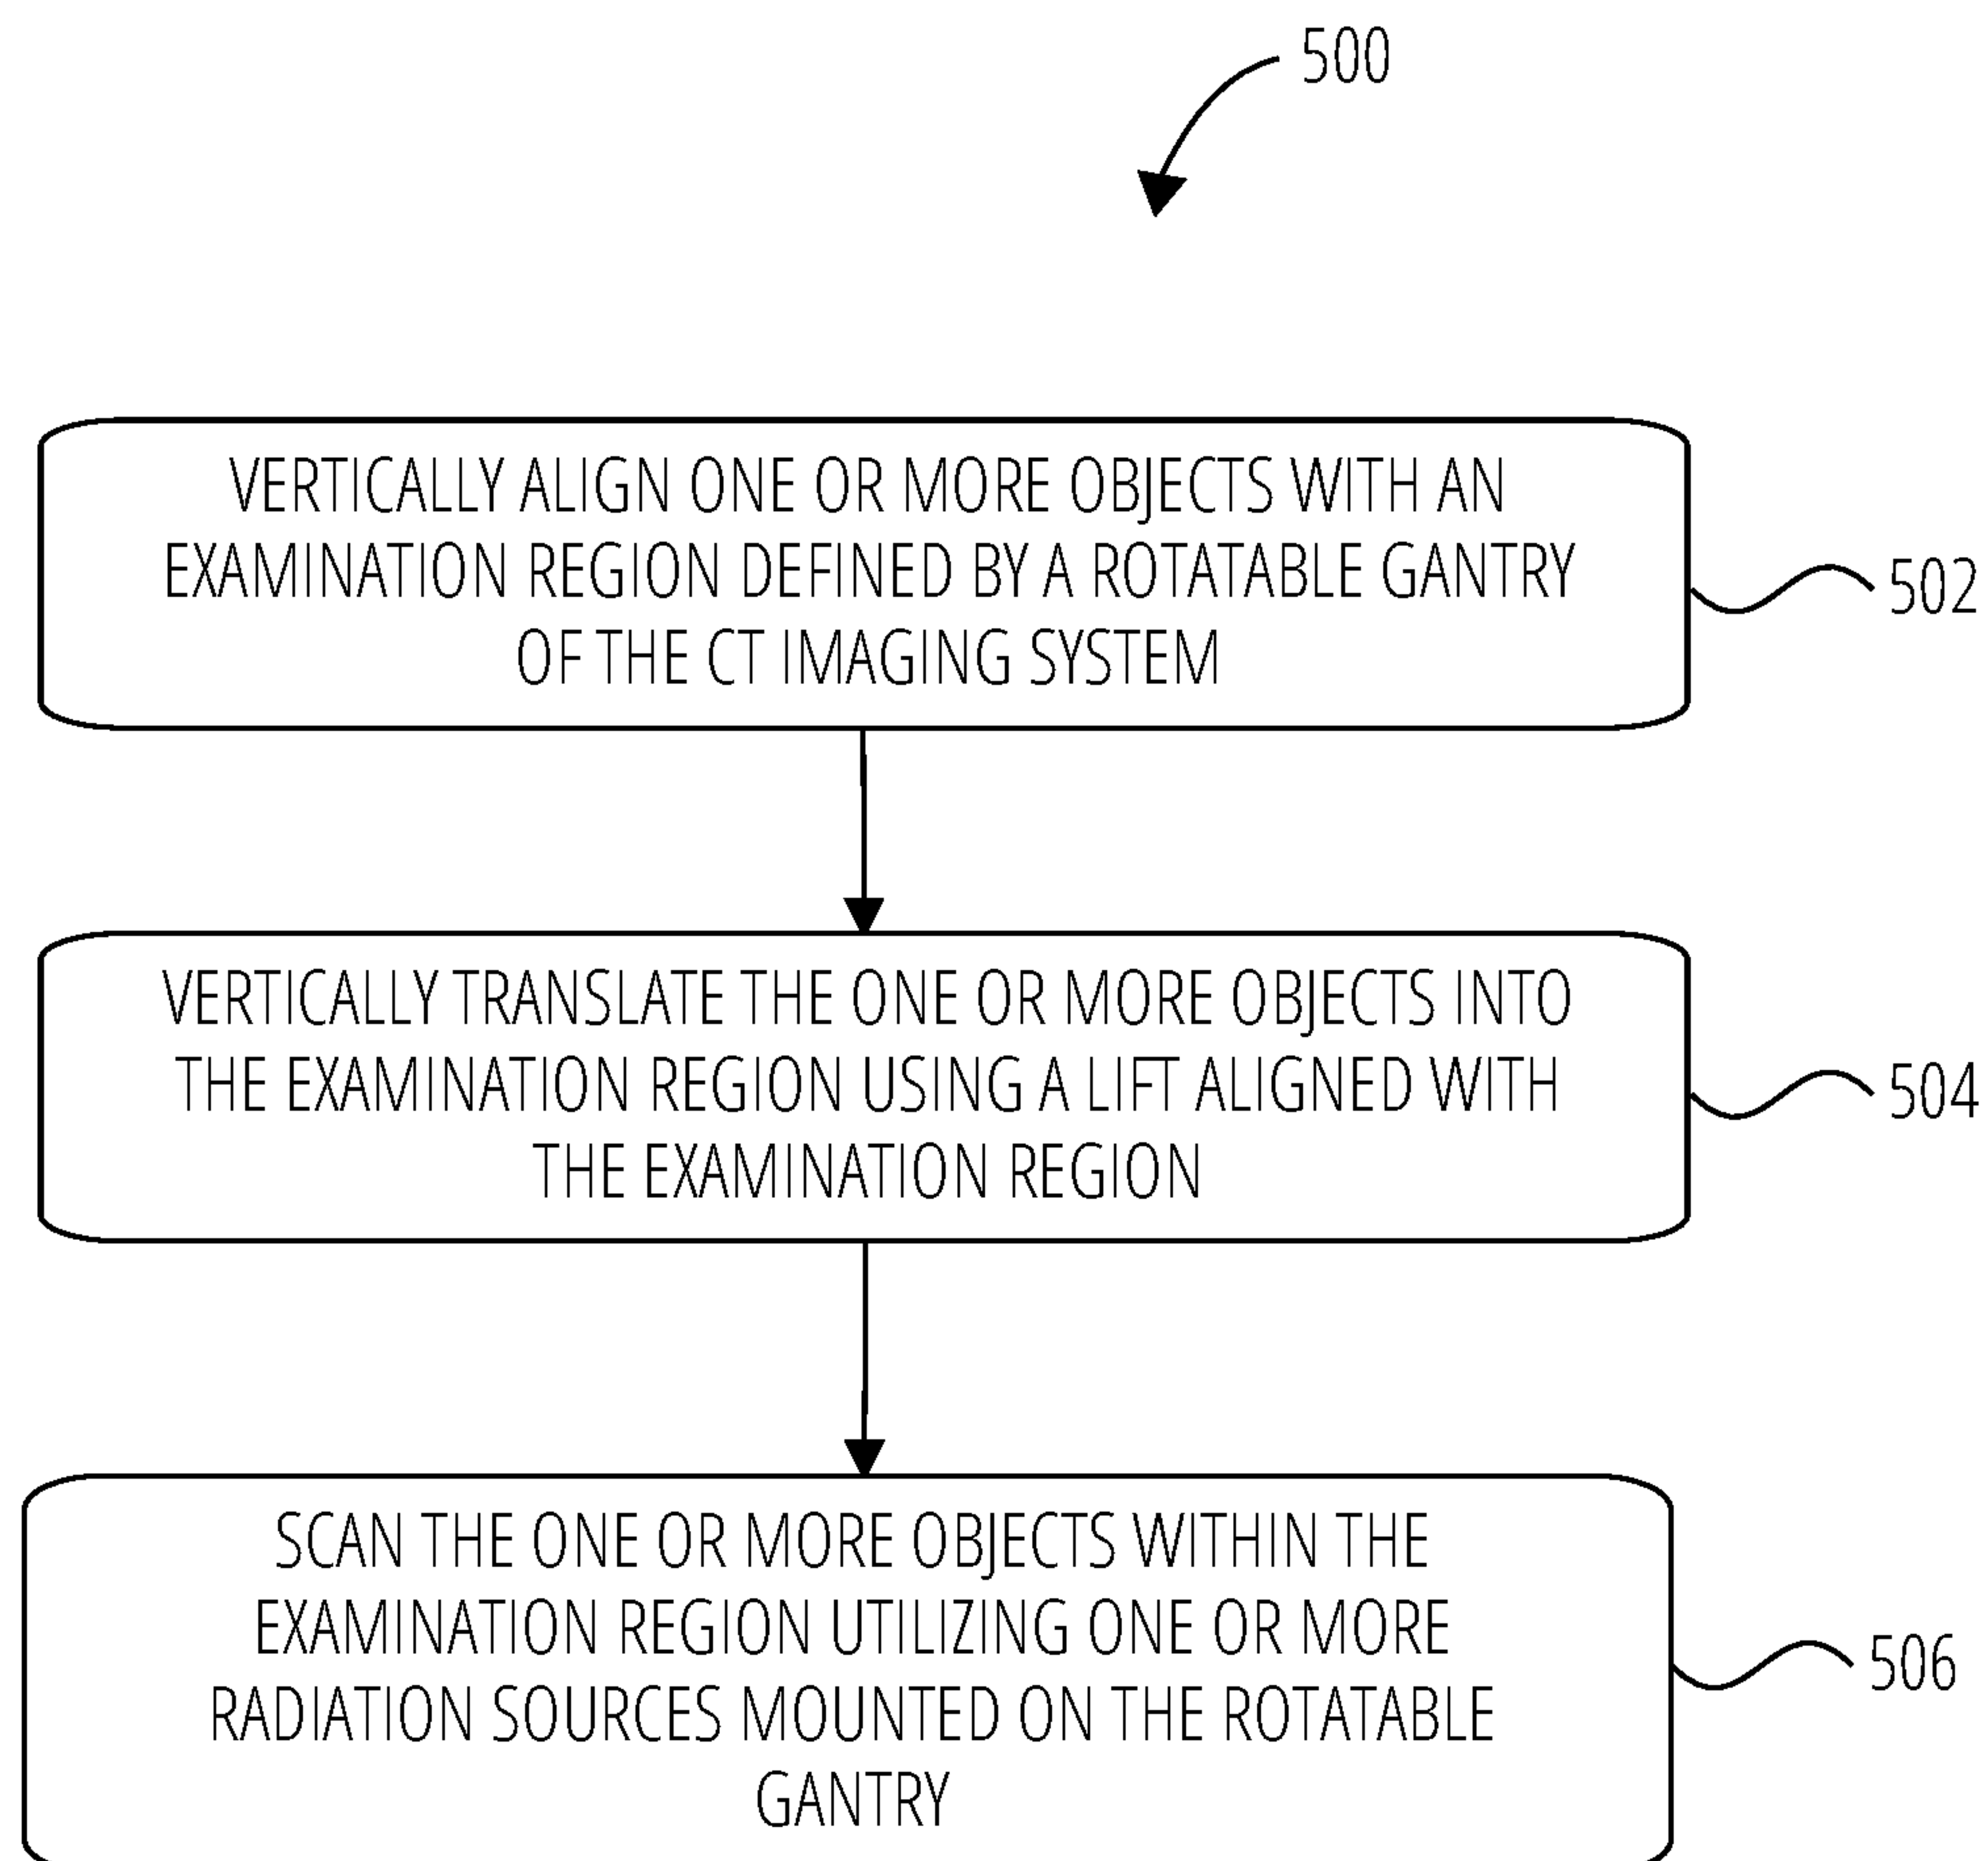 500
VERTICALLY ALIGN ONE OR MORE OBJECTS WITH AN
EXAMINATION REGION DEFINED BY A ROTATABLE GANTRY
OF THE CT IMAGING SYSTEM
502
VERTICALLY TRANSLATE THE ONE OR MORE OBJECTS INTO
THE EXAMINATION REGION USING A LIFT ALIGNED WITH
THE EXAMINATION REGION
504
SCAN THE ONE OR MORE OBJECTS WITHIN THE
EXAMINATION REGION UTILIZING ONE OR MORE
RADIATION SOURCES MOUNTED ON THE ROTATABLE
GANTRY
506